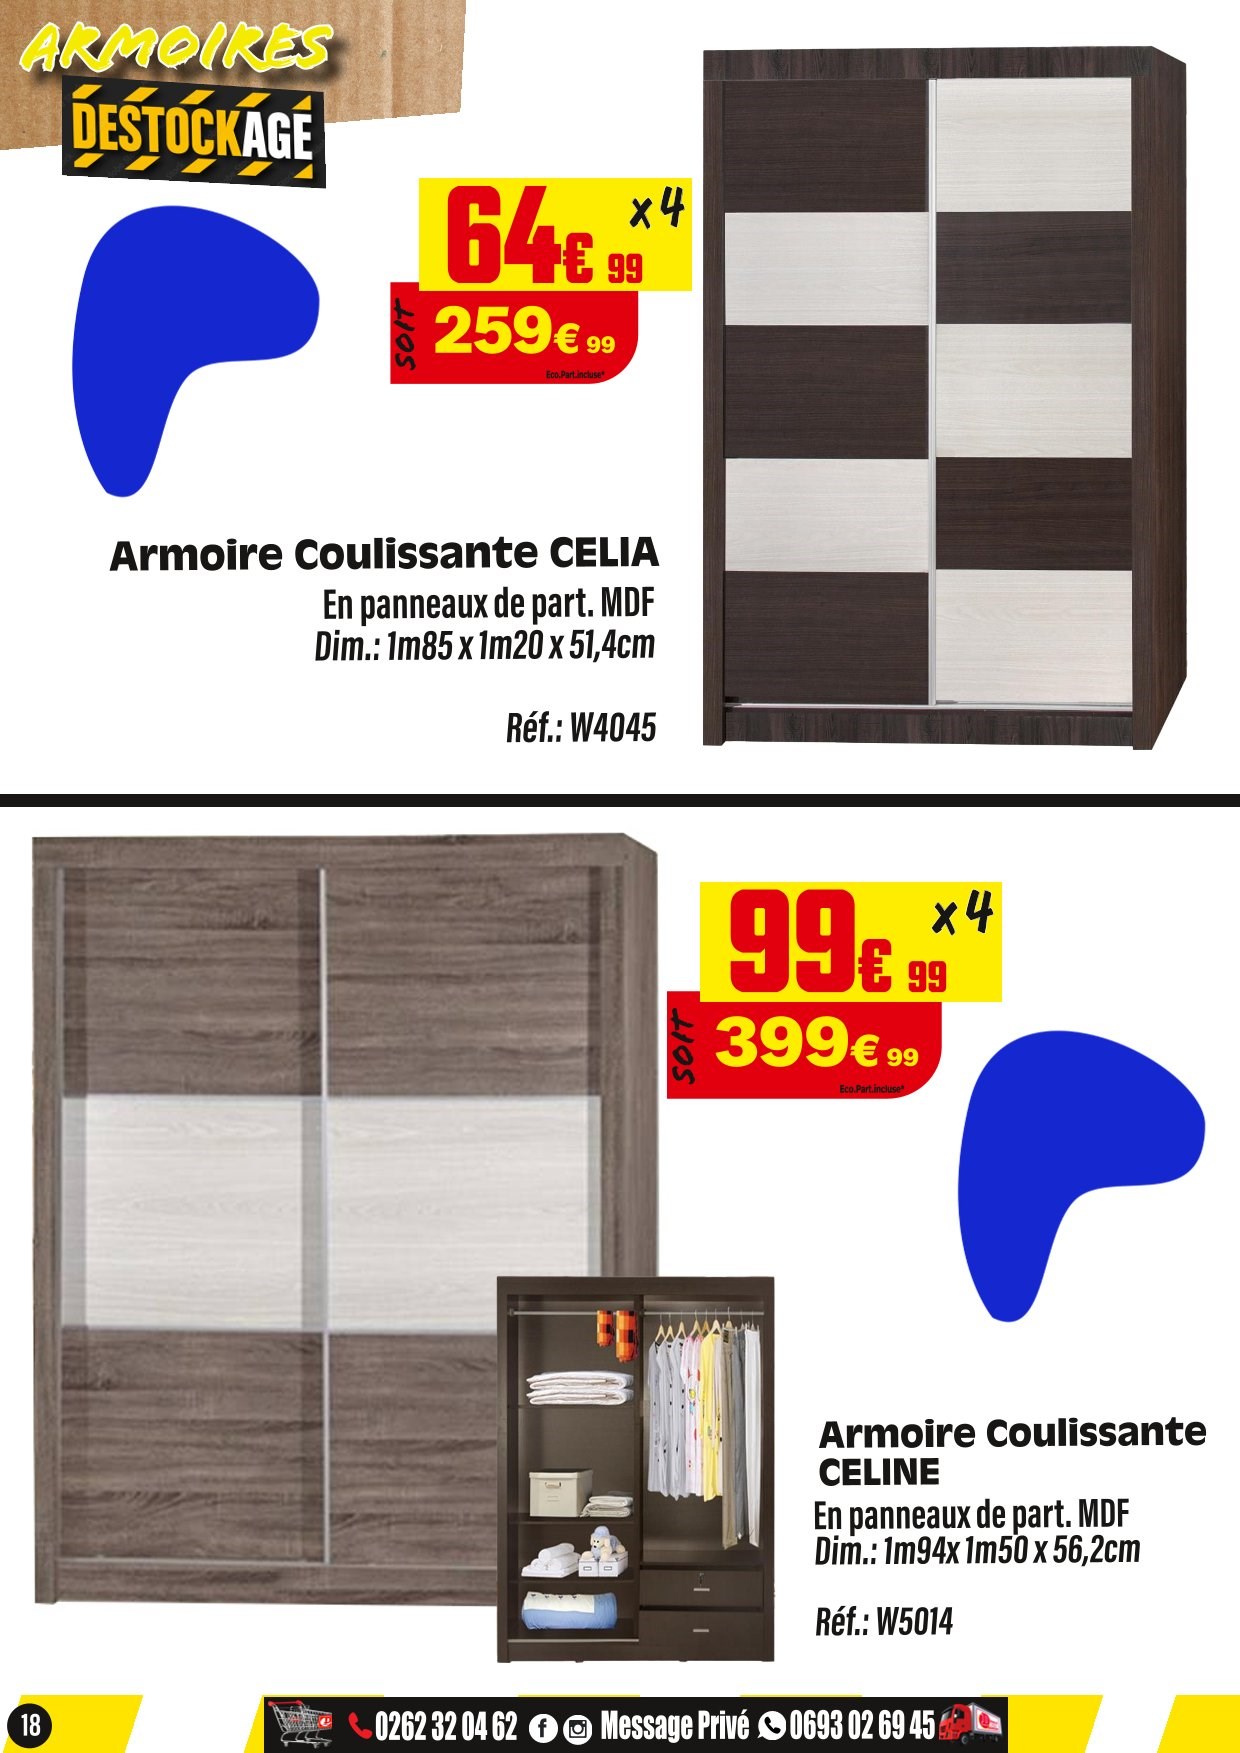 ARMOIRES
DESTOCKAGE
64€99 x4
SOIT 259€99
Eco.Part.incluse*
Armoire Coulissante CELIA
En panneaux de part. MDF
Dim.: 1m85 x 1m20 x 51,4cm
Réf.: W4045
99€99 x4
SOIT 399€99
Eco.Part.incluse*
Armoire Coulissante
CELINE
En panneaux de part. MDF
Dim.: 1m94x 1m50 x 56,2cm
Réf.: W5014
18 0262 32 04 62 Message Privé 0693 02 69 45